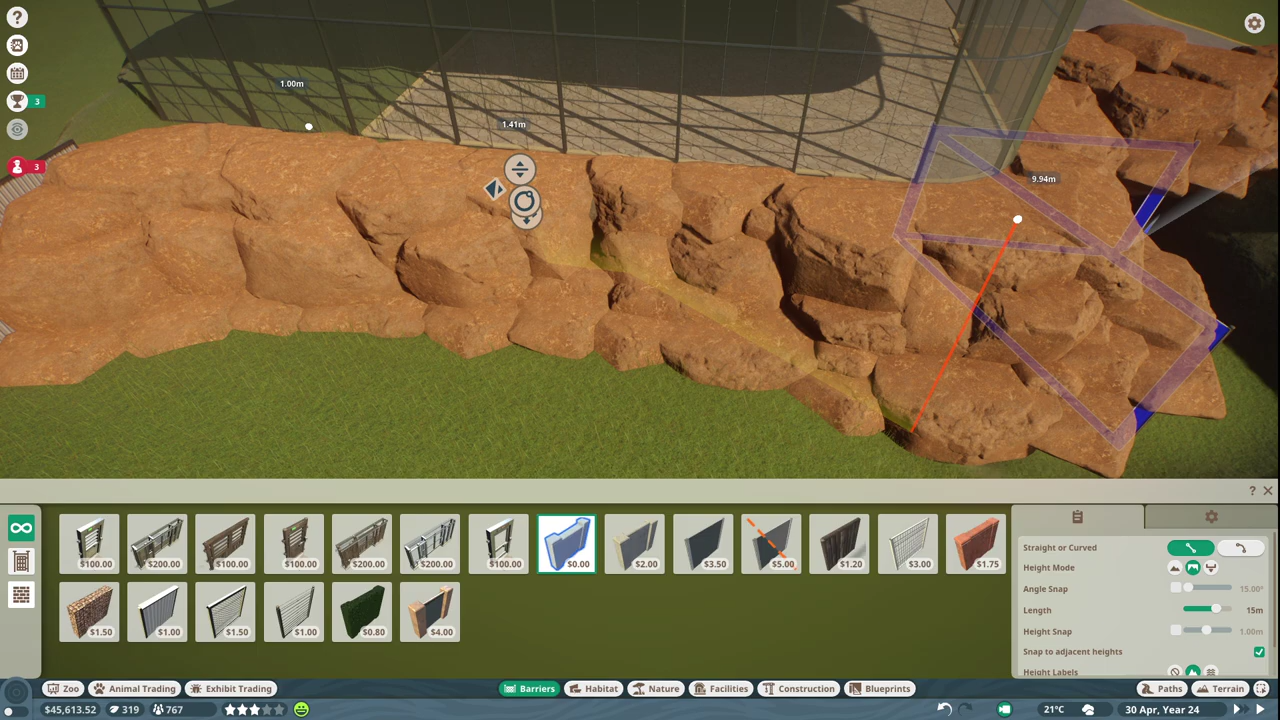 ?
3
3
1.00m
1.41m
9.94m
? ×
$100.00 $200.00 $100.00 $100.00 $200.00 $200.00 $100.00 $0.00 $2.00 $3.50 $5.00 $1.20 $3.00 $1.75
$1.50 $1.00 $1.50 $1.00 $0.80 $4.00
Straight or Curved
Height Mode
Angle Snap 15.00°
Length 15m
Height Snap 1.00m
Snap to adjacent heights
Height Labels
Zoo Animal Trading Exhibit Trading Barriers Habitat Nature Facilities Construction Blueprints Paths Terrain
$45,613.52 319 767 21°C 30 Apr, Year 24